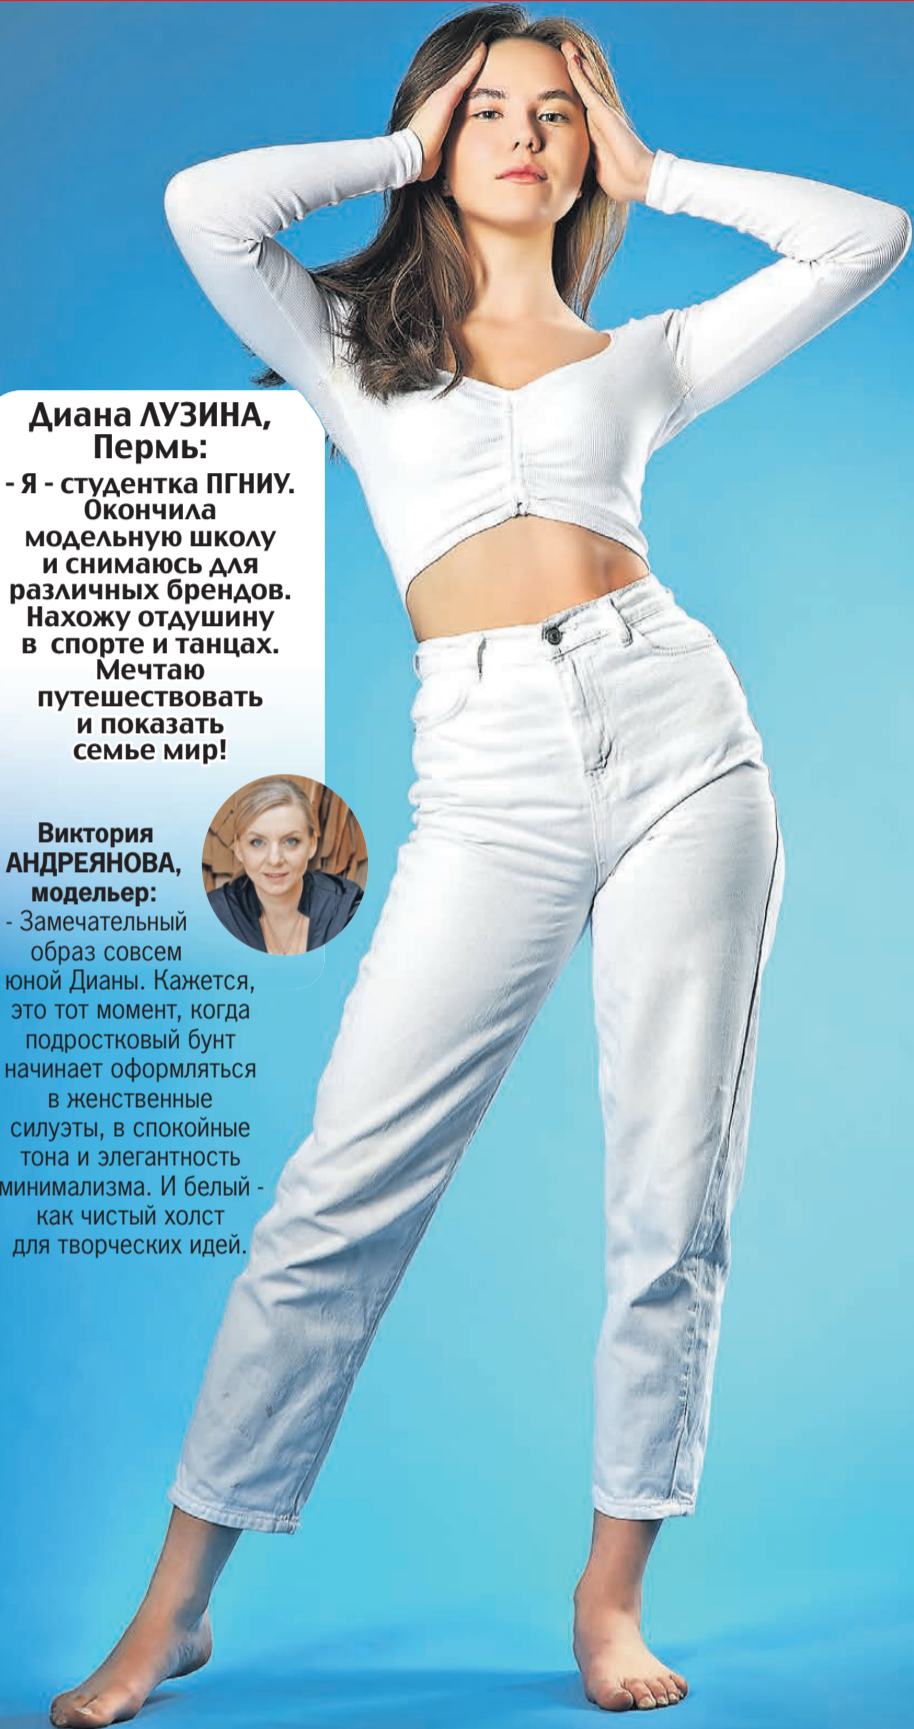 Диана ЛУЗИНА,
Пермь:
- Я - студентка ПГНИУ.
Окончила
модельную школу
и снимаюсь для
различных брендов.
Нахожу отдушину
в спорте и танцах.
Мечтаю
путешествовать
и показать
семье мир!
Виктория
АНДРЕЯНОВА,
модельер:
- Замечательный
образ совсем
юной Дианы. Кажется,
это тот момент, когда
подростковый бунт
начинает оформляться
в женственные
силуэты, в спокойные
тона и элегантность
минимализма. И белый -
как чистый холст
для творческих идей.